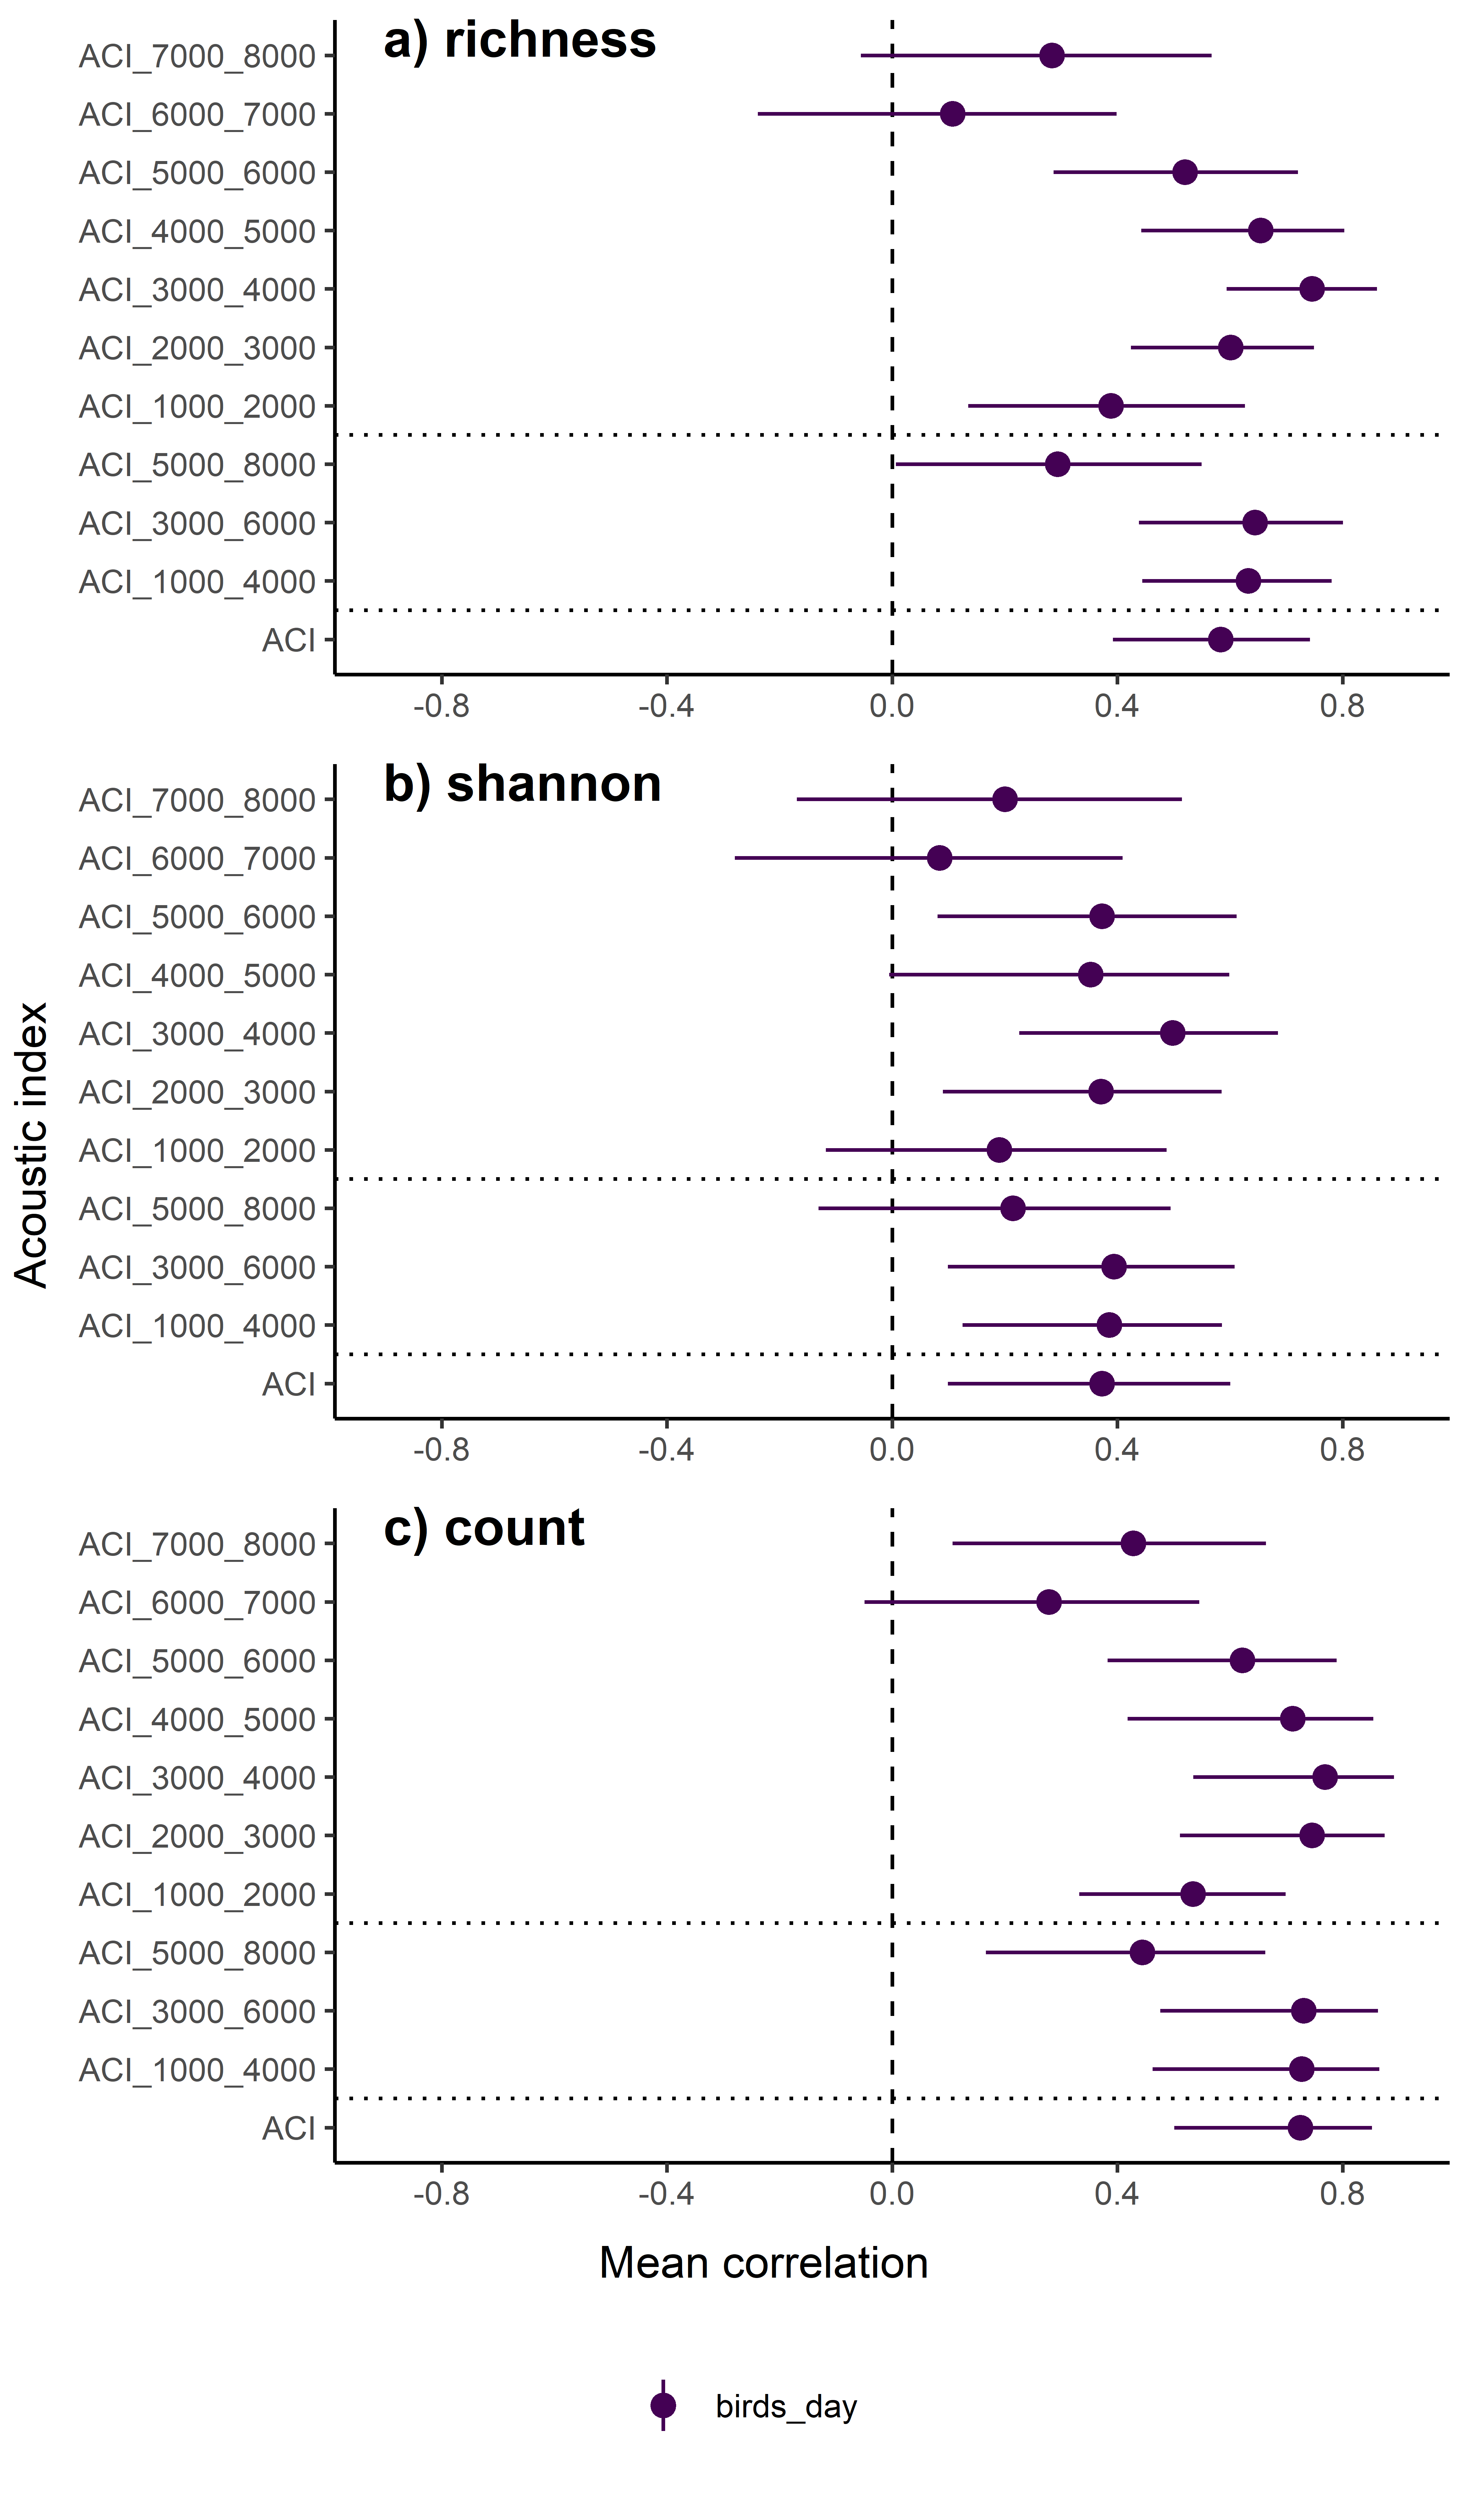 a) richness
ACI_7000_8000
ACI_6000_7000
ACI_5000_6000
ACI_4000_5000
ACI_3000_4000
ACI_2000_3000
ACI_1000_2000
ACI_5000_8000
ACI_3000_6000
ACI_1000_4000
ACI
-0.8 -0.4 0.0 0.4 0.8
b) shannon
ACI_7000_8000
ACI_6000_7000
ACI_5000_6000
ACI_4000_5000
ACI_3000_4000
ACI_2000_3000
ACI_1000_2000
ACI_5000_8000
ACI_3000_6000
ACI_1000_4000
ACI
-0.8 -0.4 0.0 0.4 0.8
Acoustic index
c) count
ACI_7000_8000
ACI_6000_7000
ACI_5000_6000
ACI_4000_5000
ACI_3000_4000
ACI_2000_3000
ACI_1000_2000
ACI_5000_8000
ACI_3000_6000
ACI_1000_4000
ACI
-0.8 -0.4 0.0 0.4 0.8
Mean correlation
birds_day